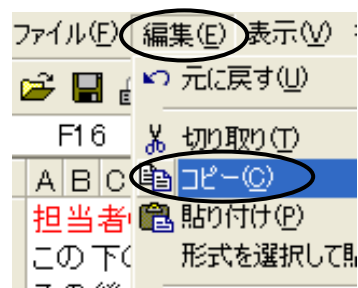 ファイル(F) 編集(E) 表示(V)
元に戻す(U)
F16
切り取り(T)
A B C
コピー(C)
担当者
貼り付け(P)
この下
形式を選択して貼